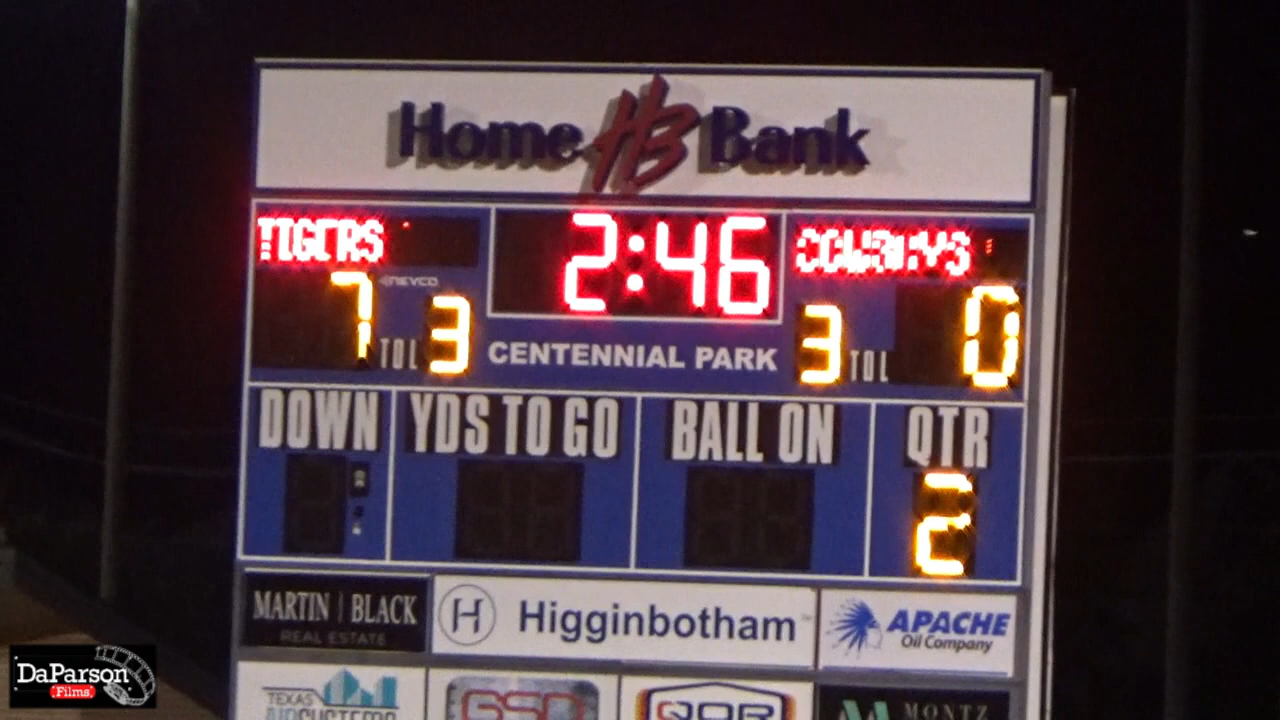 Home HB Bank
TIGERS 2:46 COWBOYS
NEVCO
7 TOL 3 CENTENNIAL PARK 3 TOL 0
DOWN YDS TO GO BALL ON QTR
2
MARTIN | BLACK
REAL ESTATE
H Higginbotham
APACHE
Oil Company
DaParson
Films
TEXAS
MONTZ